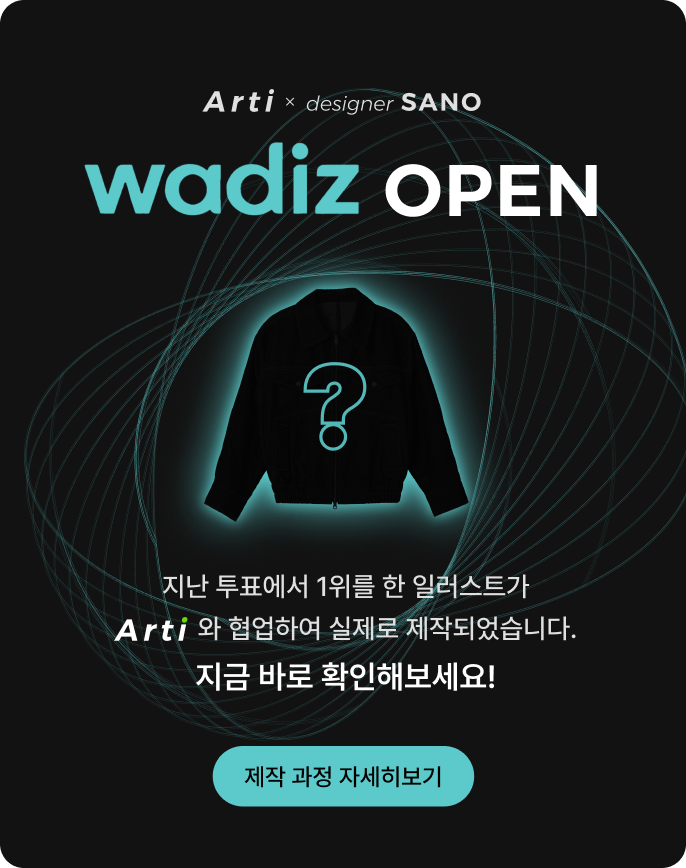 Arti × designer SANO
wadiz OPEN
?
지난 투표에서 1위를 한 일러스트가
Arti 와 협업하여 실제로 제작되었습니다.
지금 바로 확인해보세요!
제작 과정 자세히보기